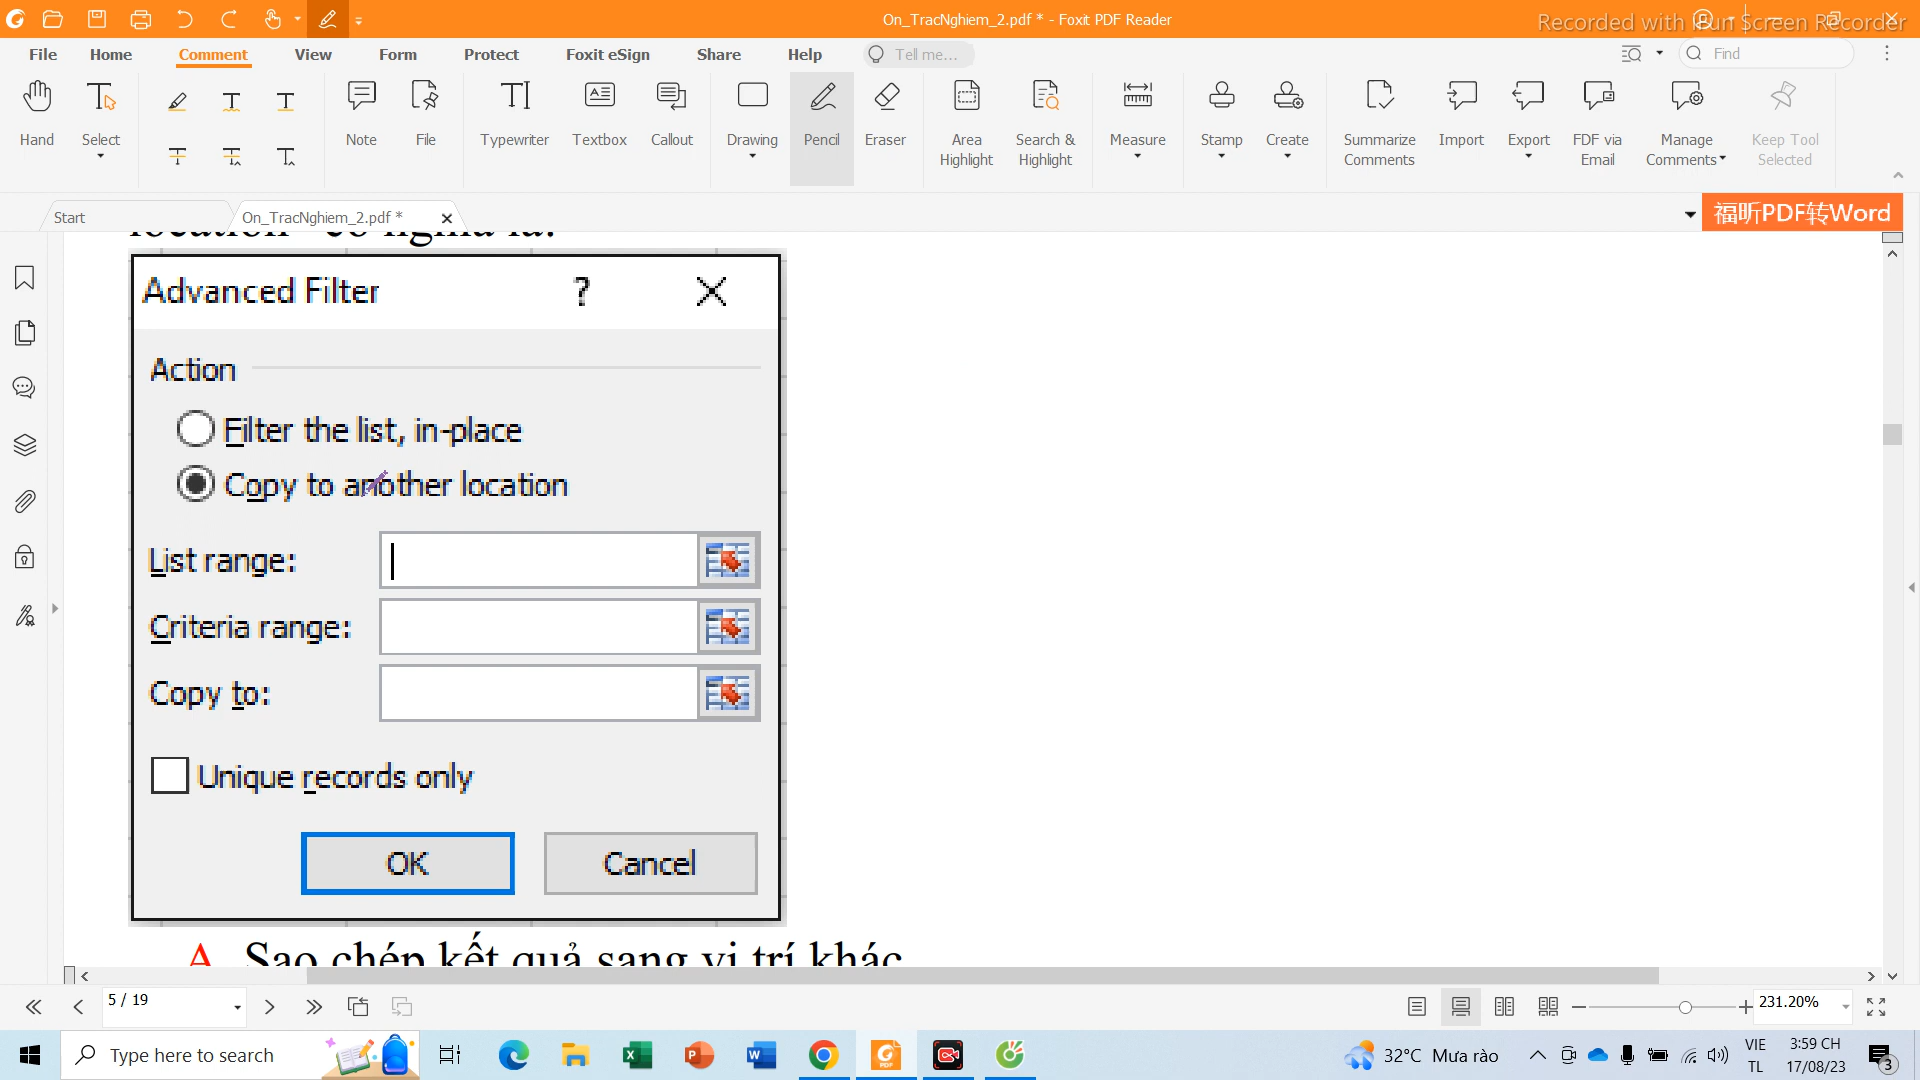 On_TracNghiem_2.pdf * - Foxit PDF Reader
Recorded with iFun Screen Recorder
File Home Comment View Form Protect Foxit eSign Share Help Tell me... Find
Hand Select Note File Typewriter Textbox Callout Drawing Pencil Eraser Area Highlight Search & Highlight Measure Stamp Create Summarize Comments Import Export FDF via Email Manage Comments Keep Tool Selected
Start On_TracNghiem_2.pdf * 福昕PDF转Word
Advanced Filter ?
Action
Filter the list, in-place
Copy to another location
List range:
Criteria range:
Copy to:
Unique records only
OK Cancel
A. Sao chép kết quả sang vị trí khác
5 / 19 231.20%
Type here to search 32°C Mưa rào VIE 3:59 CH
TL 17/08/23 3